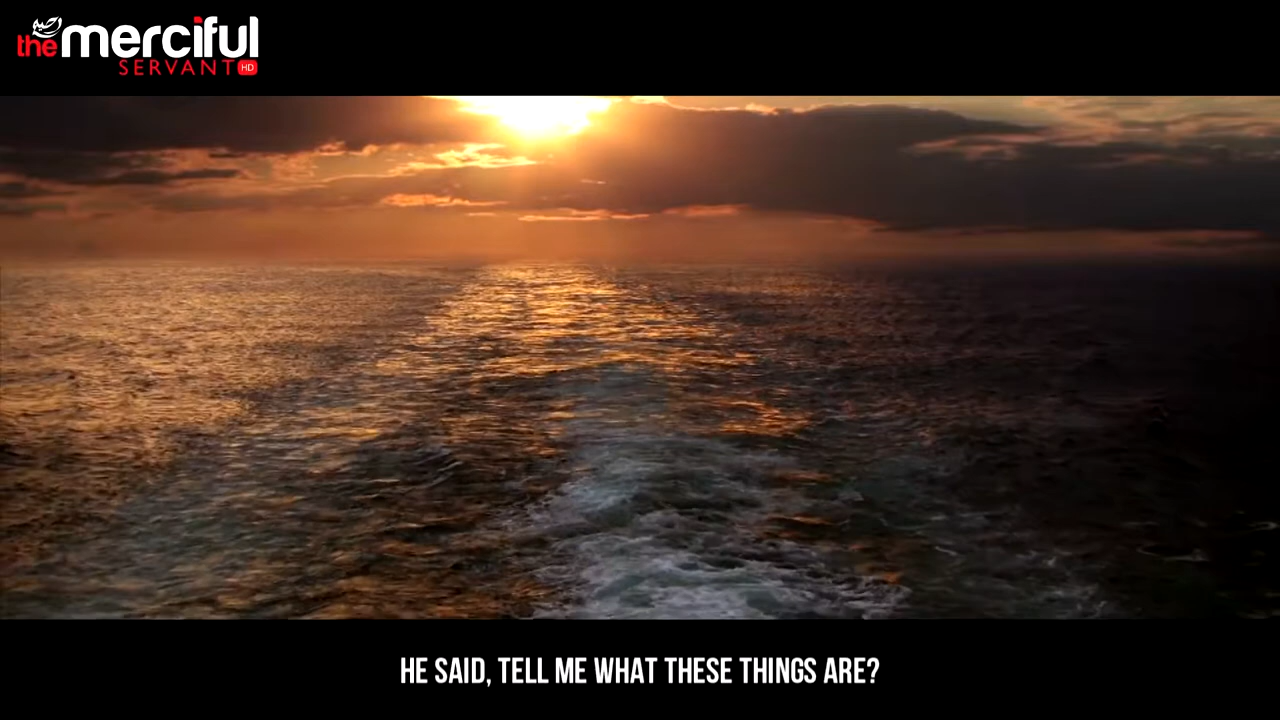 the merciful
SERVANT HD
HE SAID, TELL ME WHAT THESE THINGS ARE?